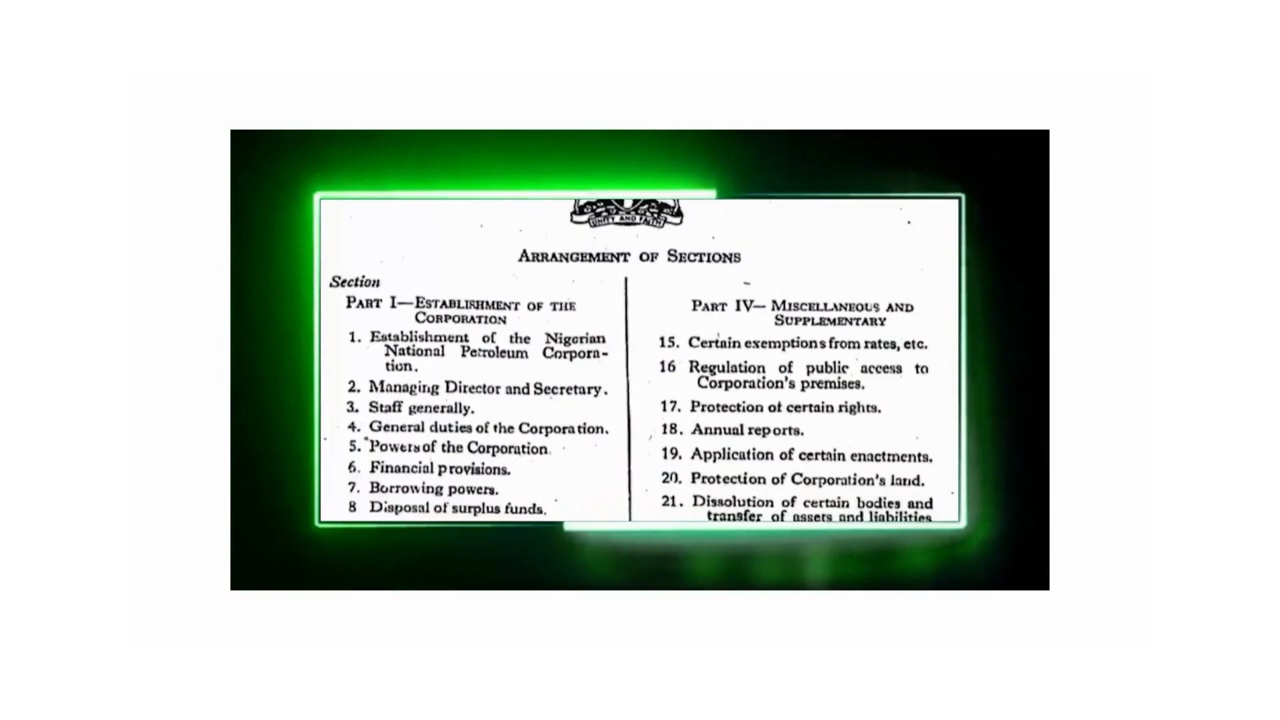 UNITY AND FAITH
ARRANGEMENT OF SECTIONS
Section
PART I—ESTABLISHMENT OF THE
CORPORATION
1. Establishment of the Nigerian
National Petroleum Corpora-
tion.
2. Managing Director and Secretary.
3. Staff generally.
4. General duties of the Corporation.
5. Powers of the Corporation
6. Financial provisions.
7. Borrowing powers.
8 Disposal of surplus funds.
PART IV— MISCELLANEOUS AND
SUPPLEMENTARY
15. Certain exemptions from rates, etc.
16 Regulation of public access to
Corporation's premises.
17. Protection of certain rights.
18. Annual reports.
19. Application of certain enactments.
20. Protection of Corporation's land.
21. Dissolution of certain bodies and
transfer of assets and liabilities